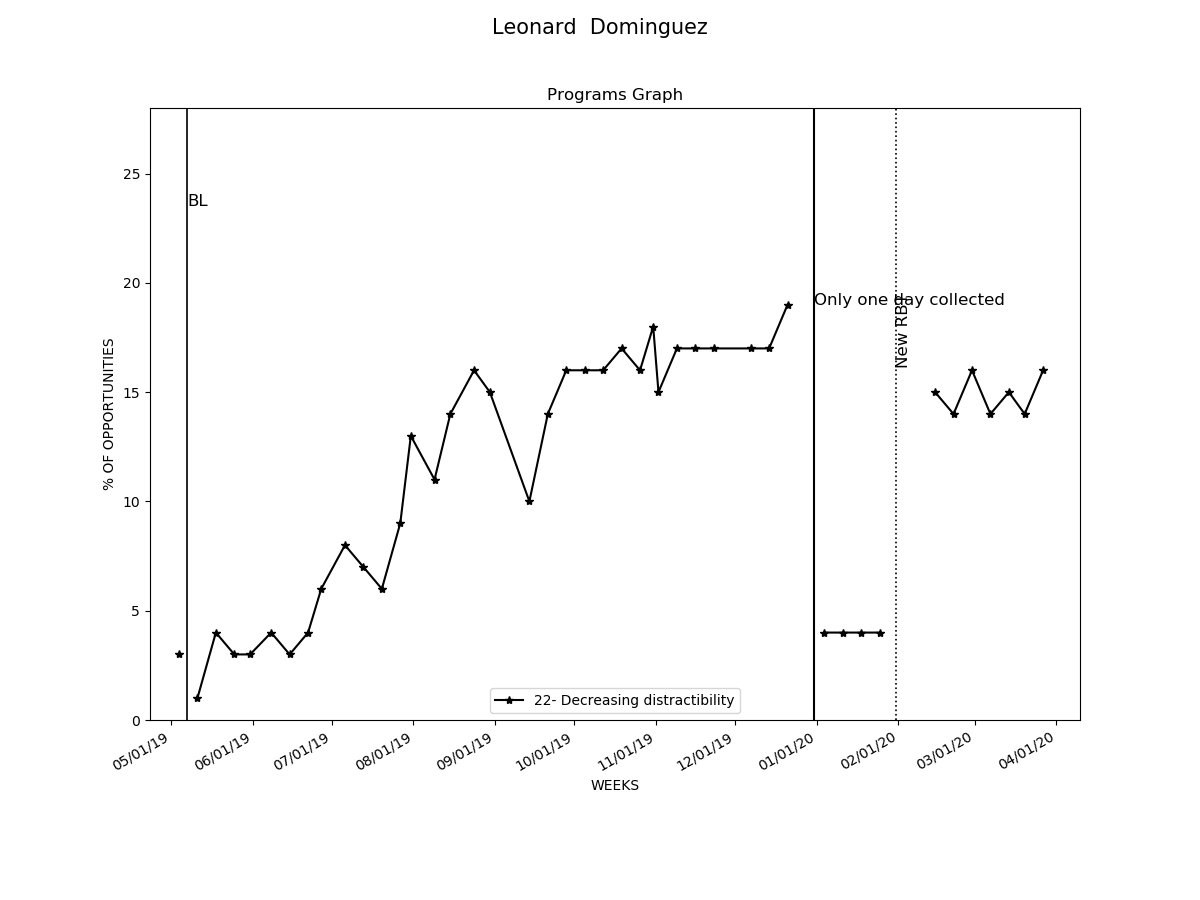 Leonard  Dominguez
Programs Graph
25
BL
20
Only one day collected
New RBT
15
10
5
0
% OF OPPORTUNITIES
22- Decreasing distractibility
05/01/19
06/01/19
07/01/19
08/01/19
09/01/19
10/01/19
11/01/19
12/01/19
01/01/20
02/01/20
03/01/20
04/01/20
WEEKS